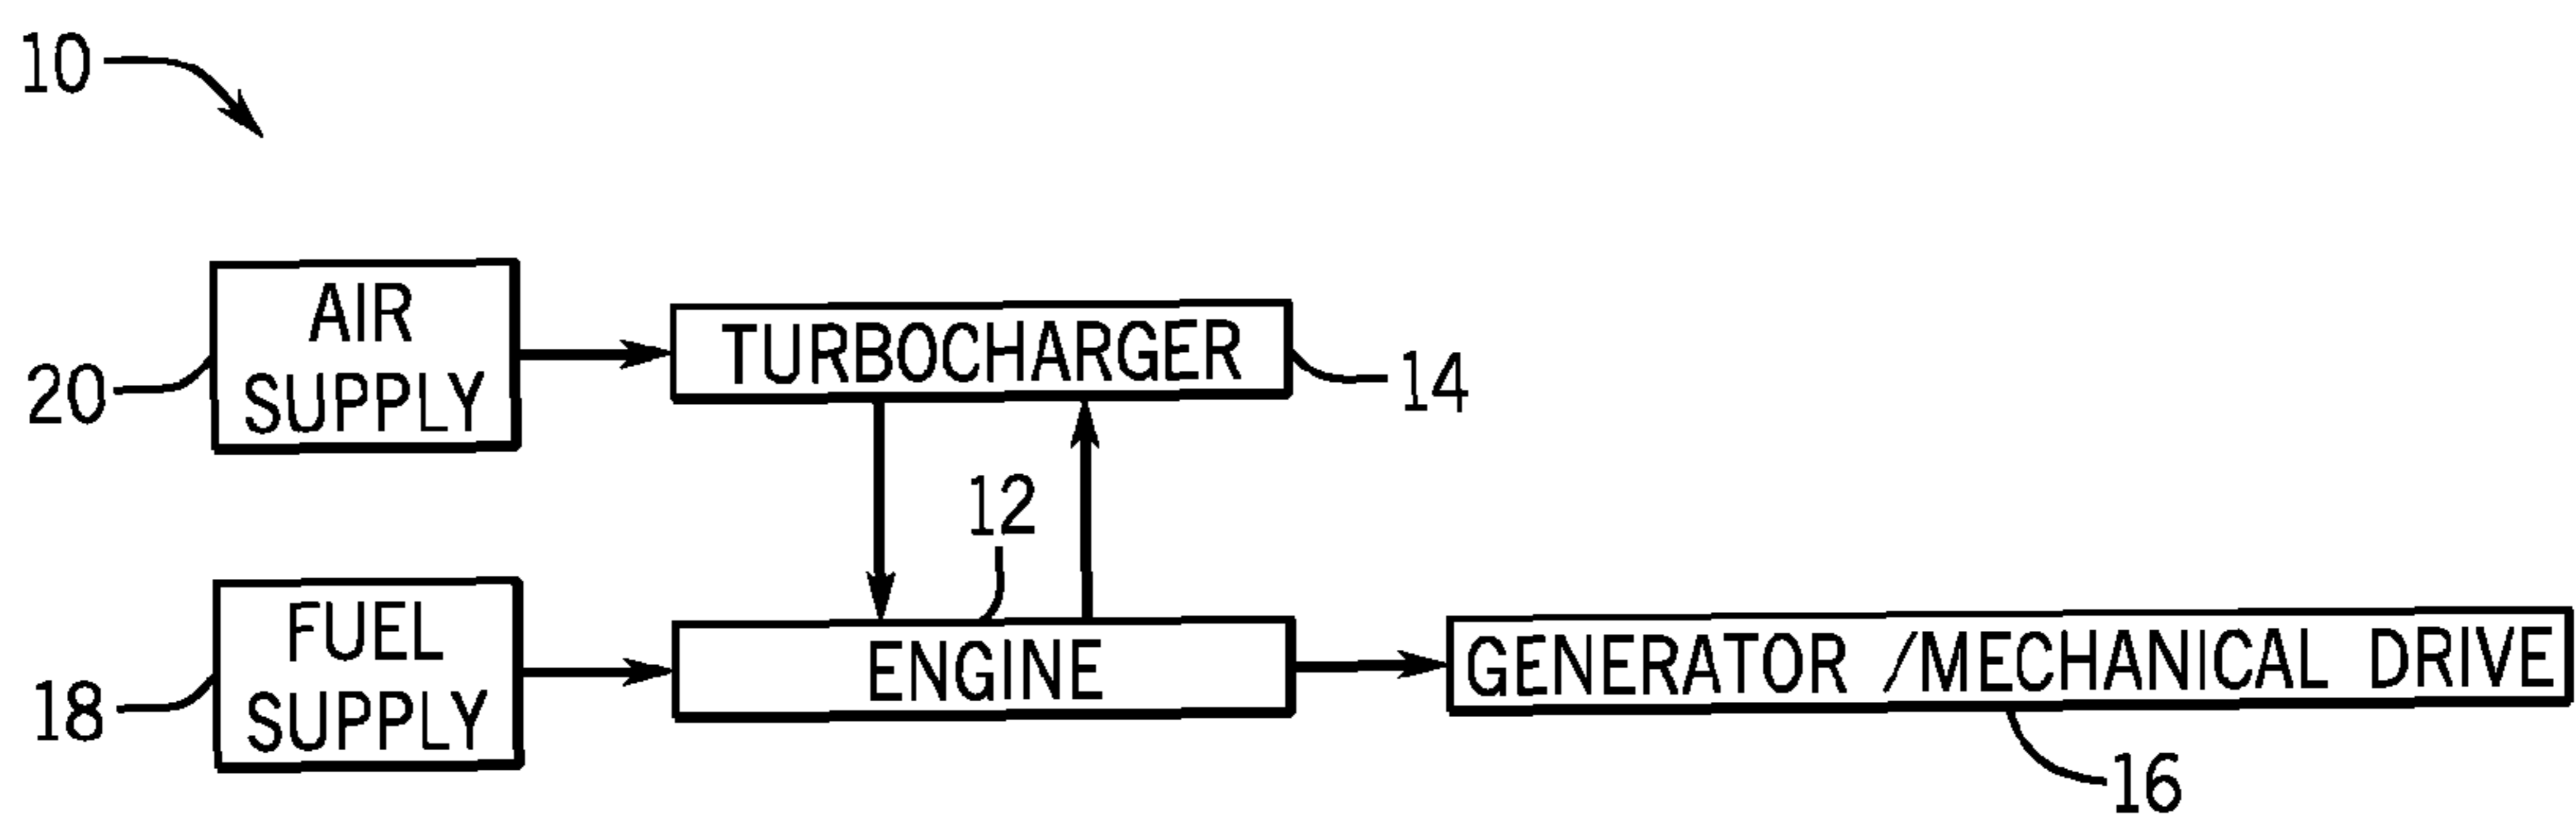 10
AIR
SUPPLY
20
TURBOCHARGER
14
12
FUEL
SUPPLY
18
ENGINE
GENERATOR /MECHANICAL DRIVE
16